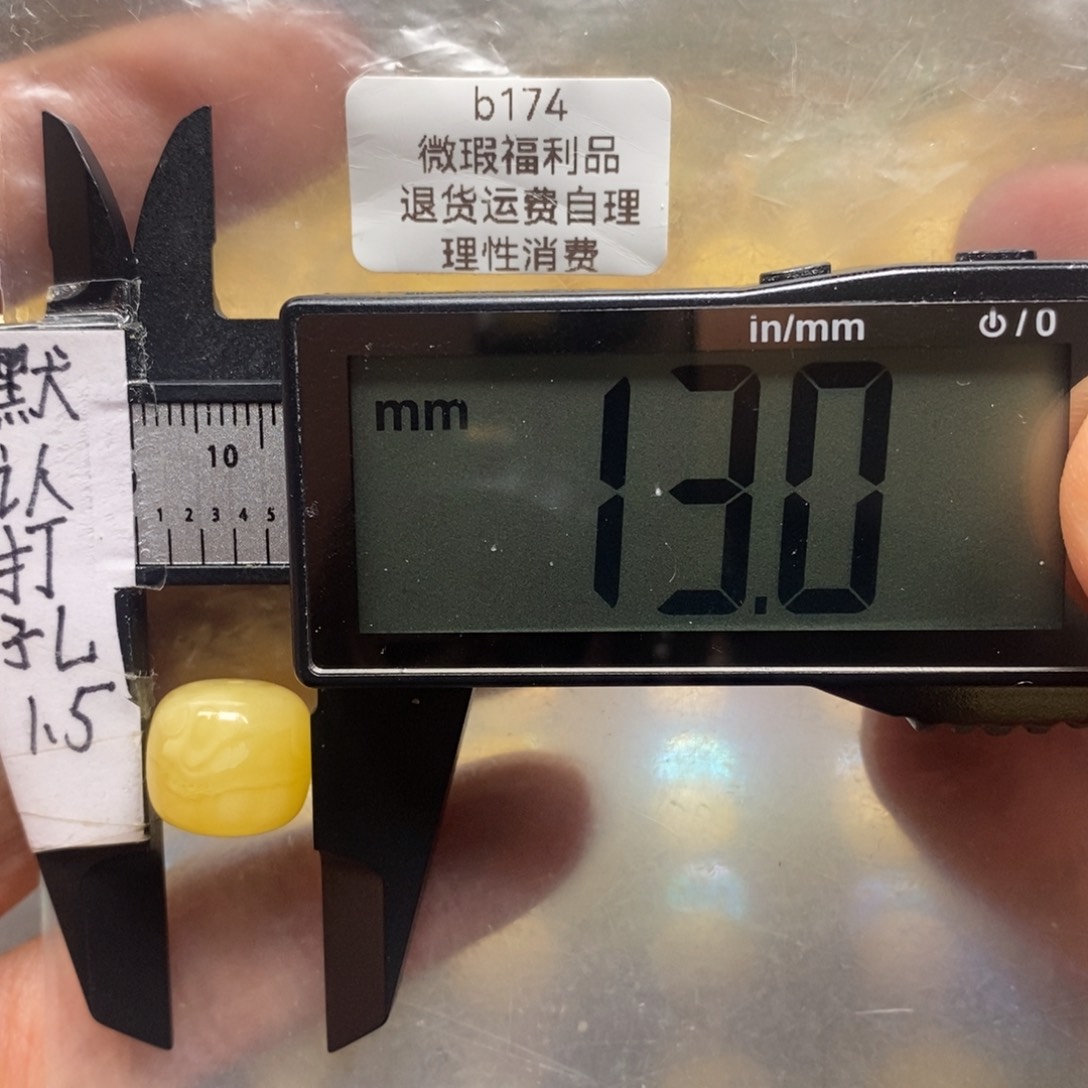 b174
微瑕福利品
退货运费自理
理性消费
in/mm
⏻/0
mm
13.0
10
1 2 3 4 5
默
认
打
孔
1.5